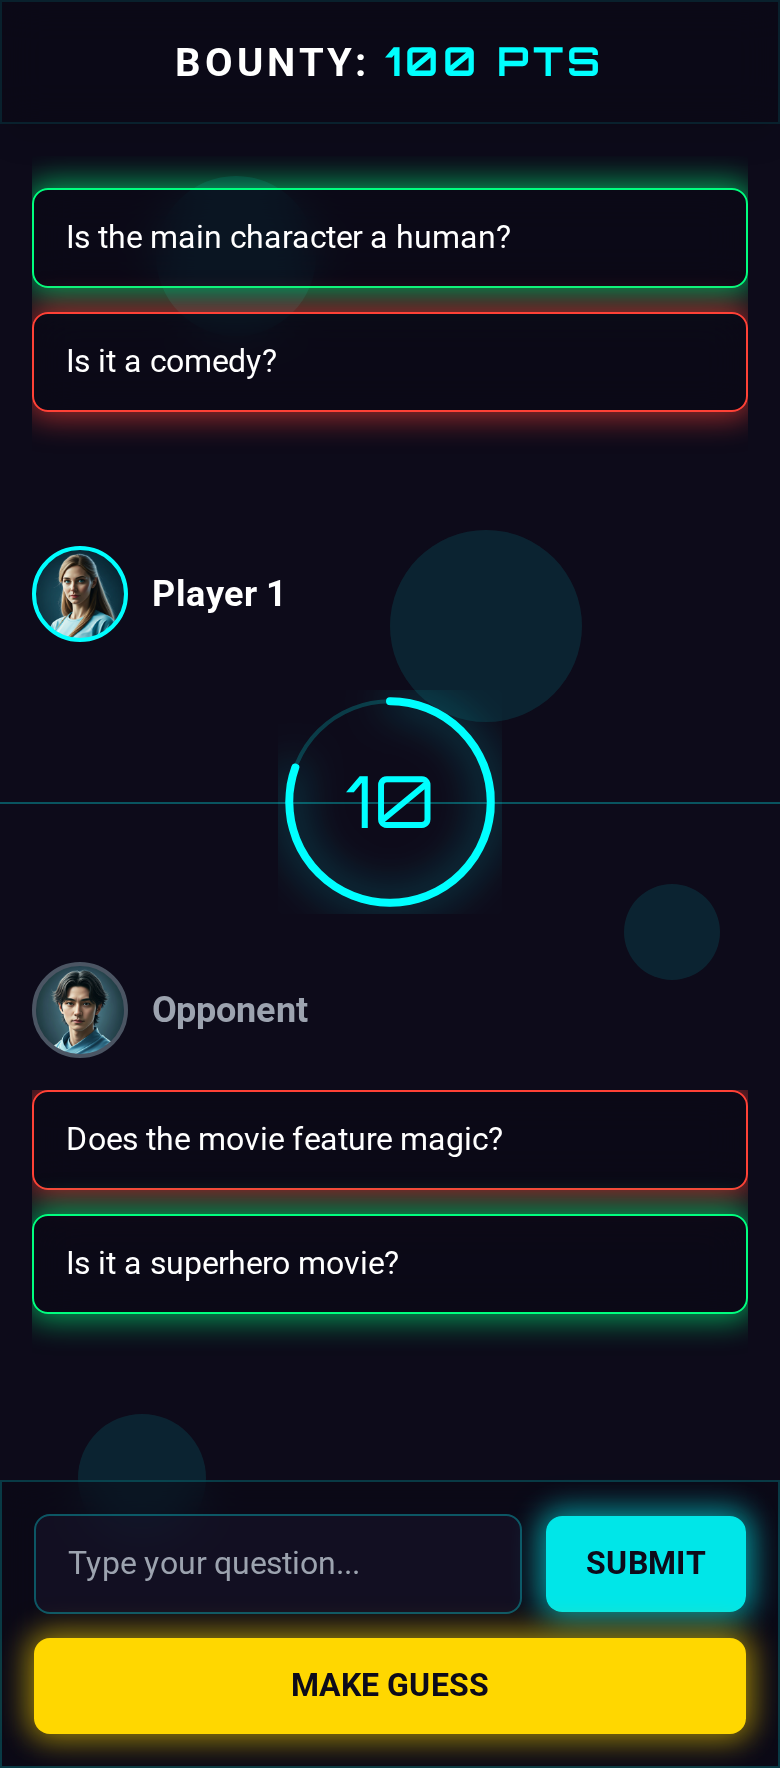 BOUNTY: 100 PTS
Is the main character a human?
Is it a comedy?
Player 1
10
Opponent
Does the movie feature magic?
Is it a superhero movie?
Type your question...
SUBMIT
MAKE GUESS